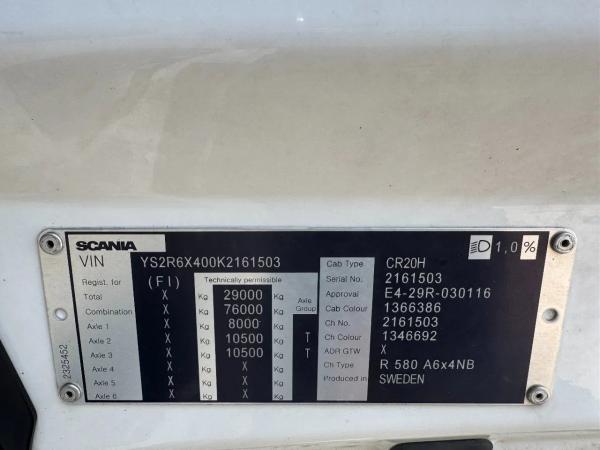 SCANIA 1,0 %
VIN YS2R6X400K2161503 Cab Type CR20H
Regist. for (FI) Technically permissible Serial No. 2161503
Total X Kg 29000 Kg Axle Group Approval E4-29R-030116
Combination X Kg 76000 Kg Cab Colour 1366386
Axle 1 X Kg 8000 Kg Ch No. 2161503
Axle 2 X Kg 10500 Kg T Ch Colour 1346692
Axle 3 X Kg 10500 Kg T ADR GTW X
Axle 4 X Kg X Kg Ch Type R 580 A6x4NB
Axle 5 X Kg X Kg Produced in SWEDEN
Axle 6 X Kg X Kg
2325452